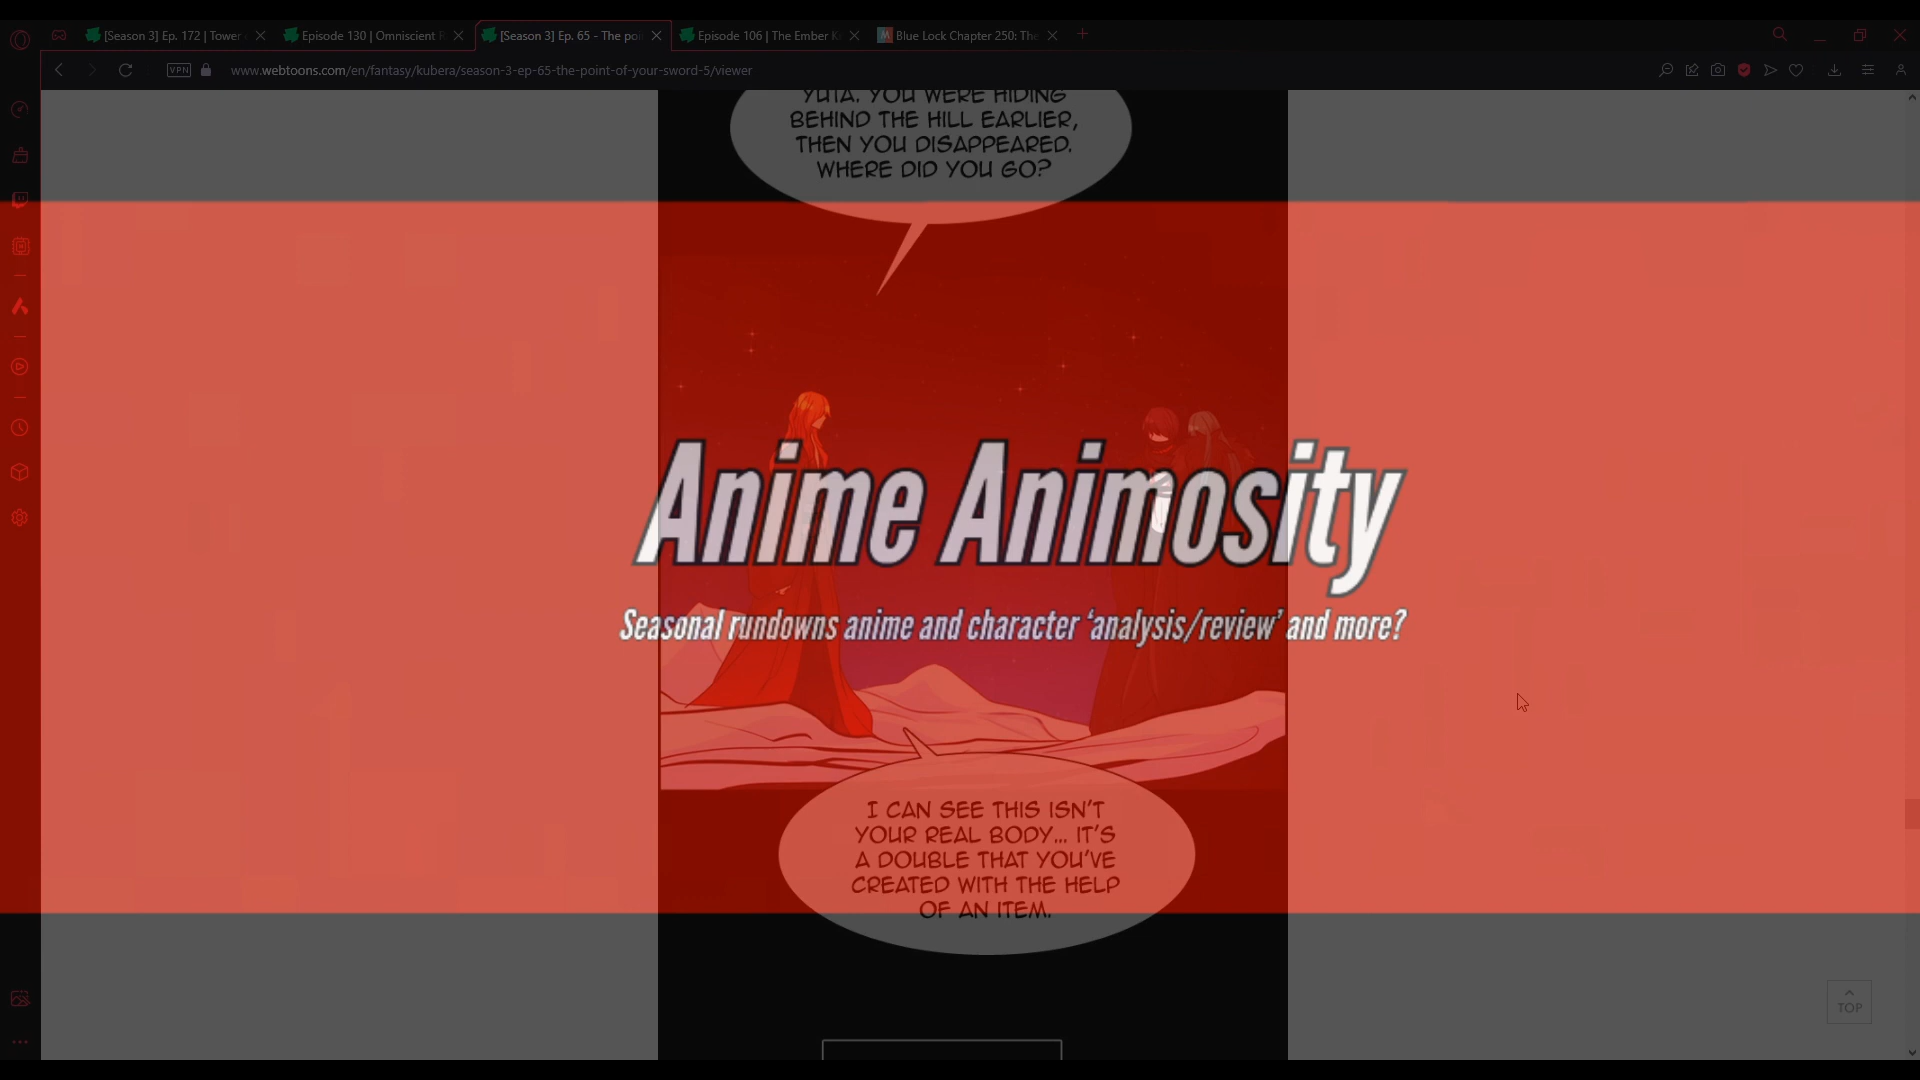 [Season 3] Ep. 172 | Tower
Episode 130 | Omniscient R
[Season 3] Ep. 65 - The poi
Episode 106 | The Ember K
Blue Lock Chapter 250: The
VPN
www.webtoons.com/en/fantasy/kubera/season-3-ep-65-the-point-of-your-sword-5/viewer
YUTA. YOU WERE HIDING
BEHIND THE HILL EARLIER,
THEN YOU DISAPPEARED.
WHERE DID YOU GO?
Anime Animosity
Seasonal rundowns anime and character ‘analysis/review’ and more?
I CAN SEE THIS ISN'T
YOUR REAL BODY... IT'S
A DOUBLE THAT YOU'VE
CREATED WITH THE HELP
OF AN ITEM.
TOP